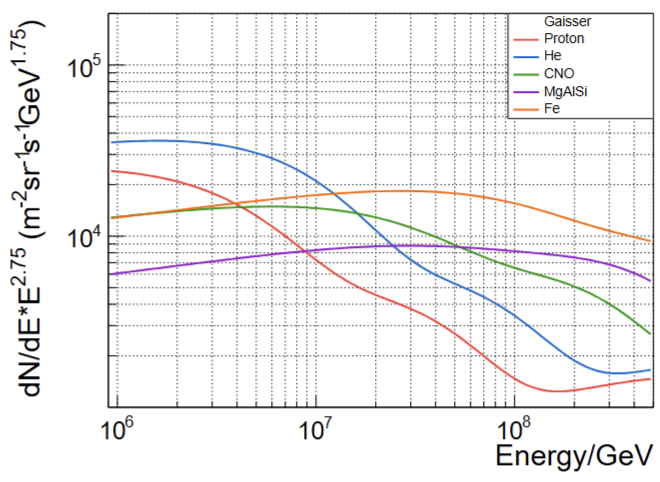 Gaisser
Proton
He
CNO
MgAlSi
Fe
dN/dE*E^2.75 (m^-2sr^-1s^-1GeV^1.75)
10^5
10^4
10^6
10^7
10^8
Energy/GeV